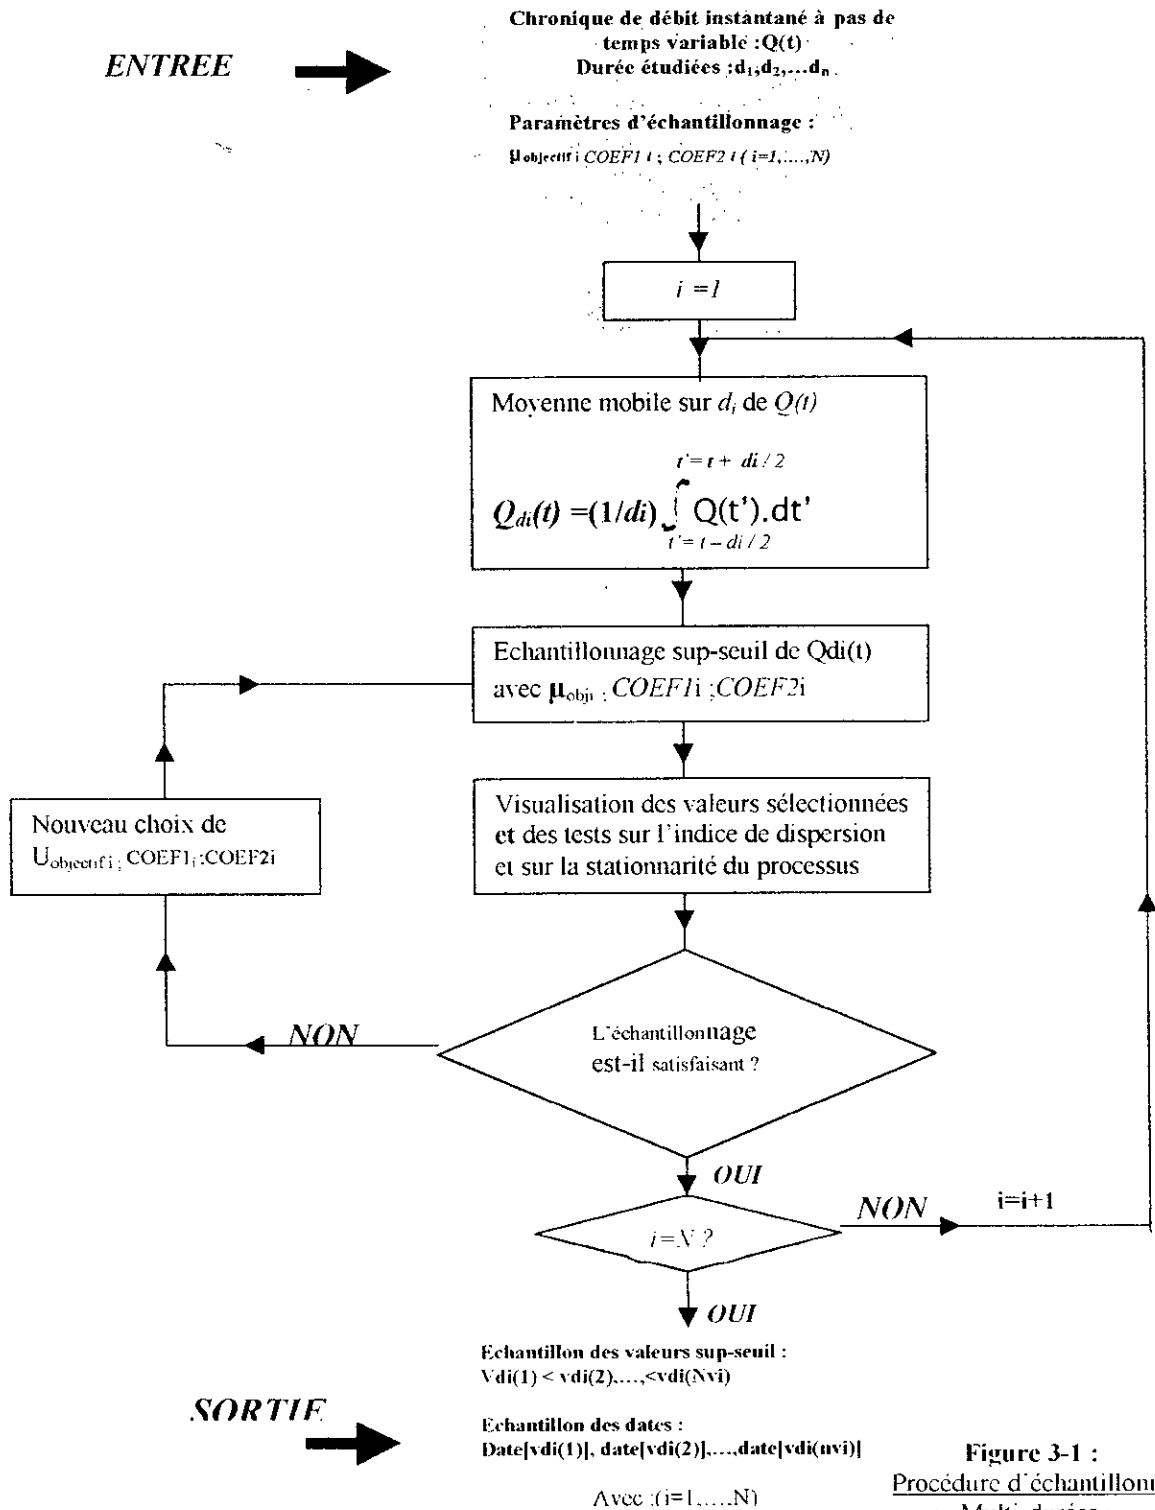 Chronique de débit instantané à pas de
temps variable :Q(t)
ENTREE
Durée étudiées :d₁,d₂,...dₙ
Paramètres d'échantillonnage :
μobjectif i COEF1 i ; COEF2 i ( i=1,....,N)
i =1
Moyenne mobile sur dᵢ de Q(t)
t'= t + di / 2
Qdi(t) =(1/di) ∫ Q(t').dt'
t'= t – di / 2
Echantillonnage sup-seuil de Qdi(t)
avec μobji ; COEF1i ;COEF2i
Visualisation des valeurs sélectionnées
et des tests sur l'indice de dispersion
et sur la stationnarité du processus
Nouveau choix de
Uobjectif i ; COEF1i ;COEF2i
L'échantillonnage
est-il satisfaisant ?
NON
OUI
i=N ?
NON
i=i+1
OUI
Echantillon des valeurs sup-seuil :
Vdi(1) < vdi(2),...,<vdi(Nvi)
SORTIE
Echantillon des dates :
Date[vdi(1)], date[vdi(2)],...,date[vdi(nvi)]
Avec :(i=1,....,N)
Figure 3-1 :
Procédure d'échantillonn
Multi-durées